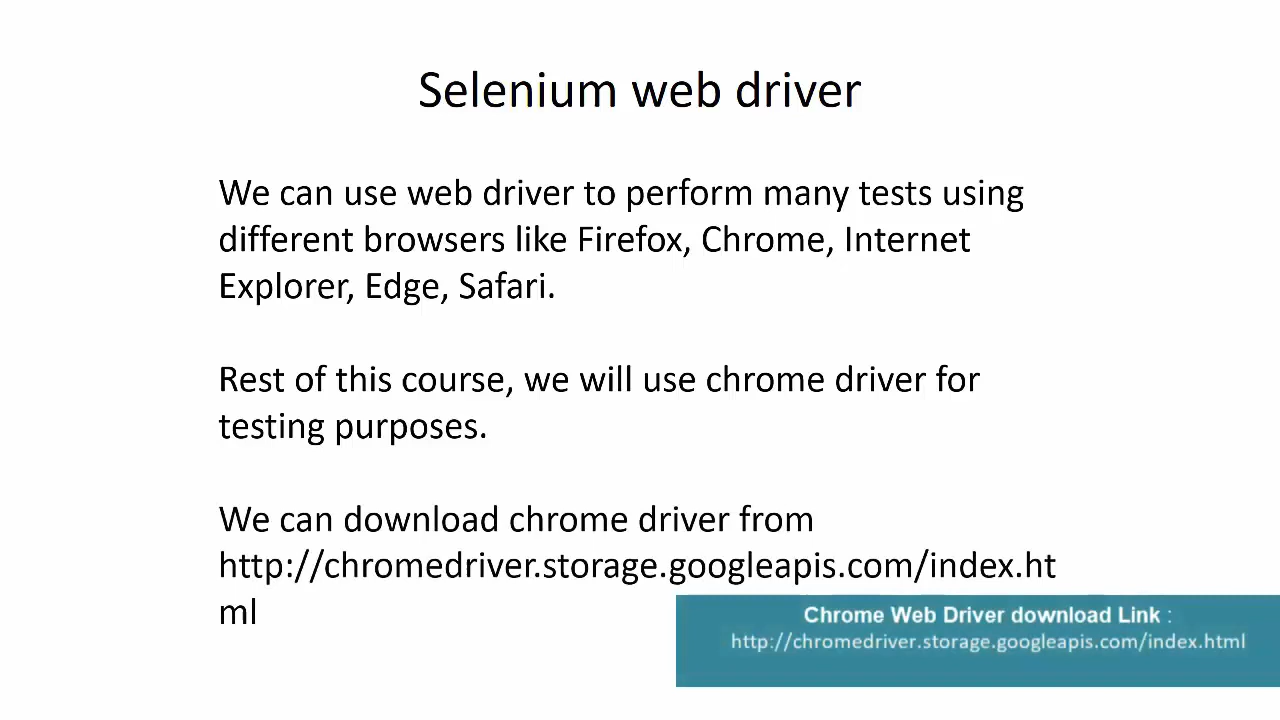 Selenium web driver
We can use web driver to perform many tests using
different browsers like Firefox, Chrome, Internet
Explorer, Edge, Safari.
Rest of this course, we will use chrome driver for
testing purposes.
We can download chrome driver from
http://chromedriver.storage.googleapis.com/index.ht
ml
Chrome Web Driver download Link :
http://chromedriver.storage.googleapis.com/index.html